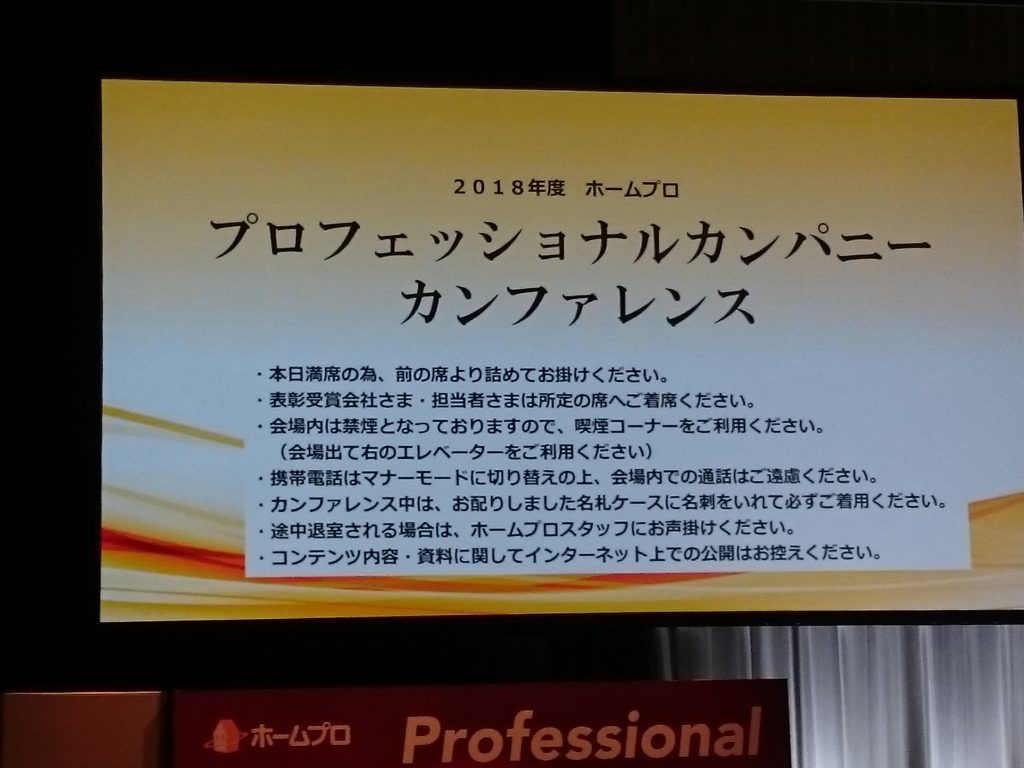 2018年度　ホームプロ
プロフェッショナルカンパニー
カンファレンス
・本日満席の為、前の席より詰めてお掛けください。
・表彰受賞会社さま・担当者さまは所定の席へご着席ください。
・会場内は禁煙となっておりますので、喫煙コーナーをご利用ください。
（会場出て右のエレベーターをご利用ください）
・携帯電話はマナーモードに切り替えの上、会場内での通話はご遠慮ください。
・カンファレンス中は、お配りしました名札ケースに名刺をいれて必ずご着用ください。
・途中退室される場合は、ホームプロスタッフにお声掛けください。
・コンテンツ内容・資料に関してインターネット上での公開はお控えください。
ホームプロ Professional